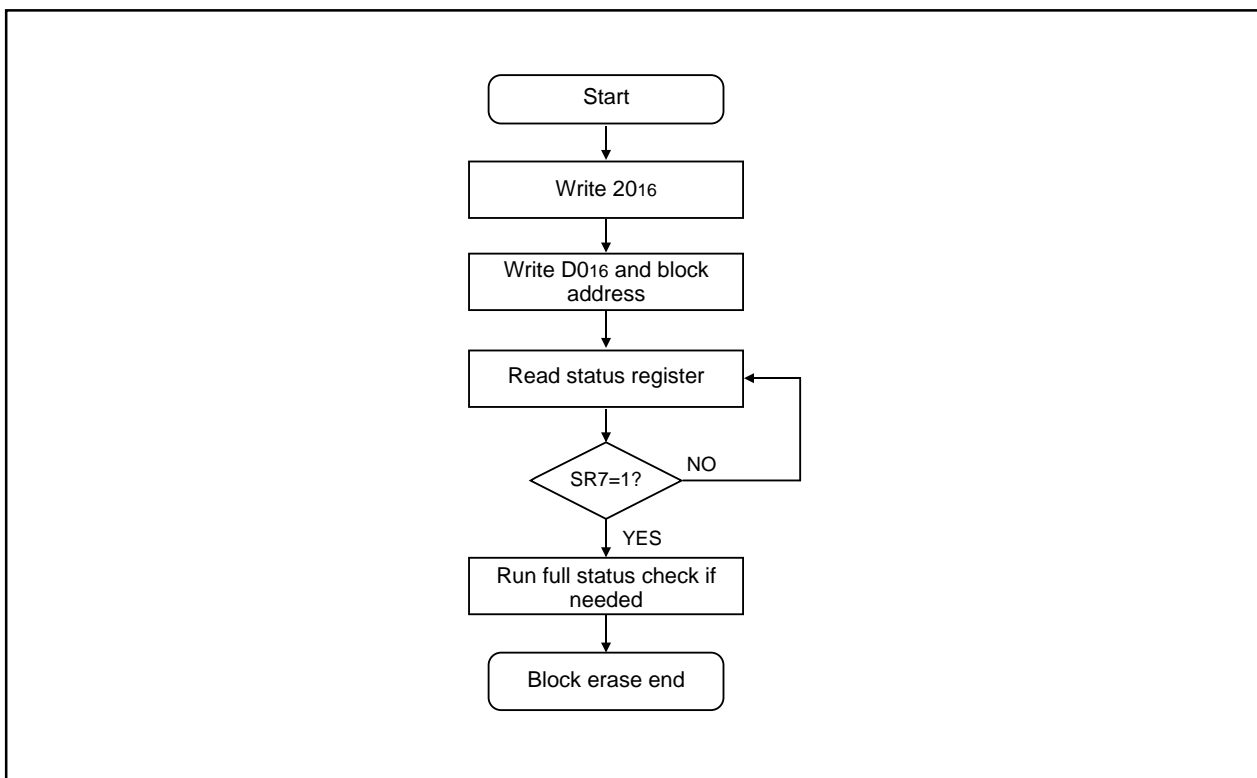 Start
Write 2016
Write D016 and block
address
Read status register
SR7=1?
NO
YES
Run full status check if
needed
Block erase end